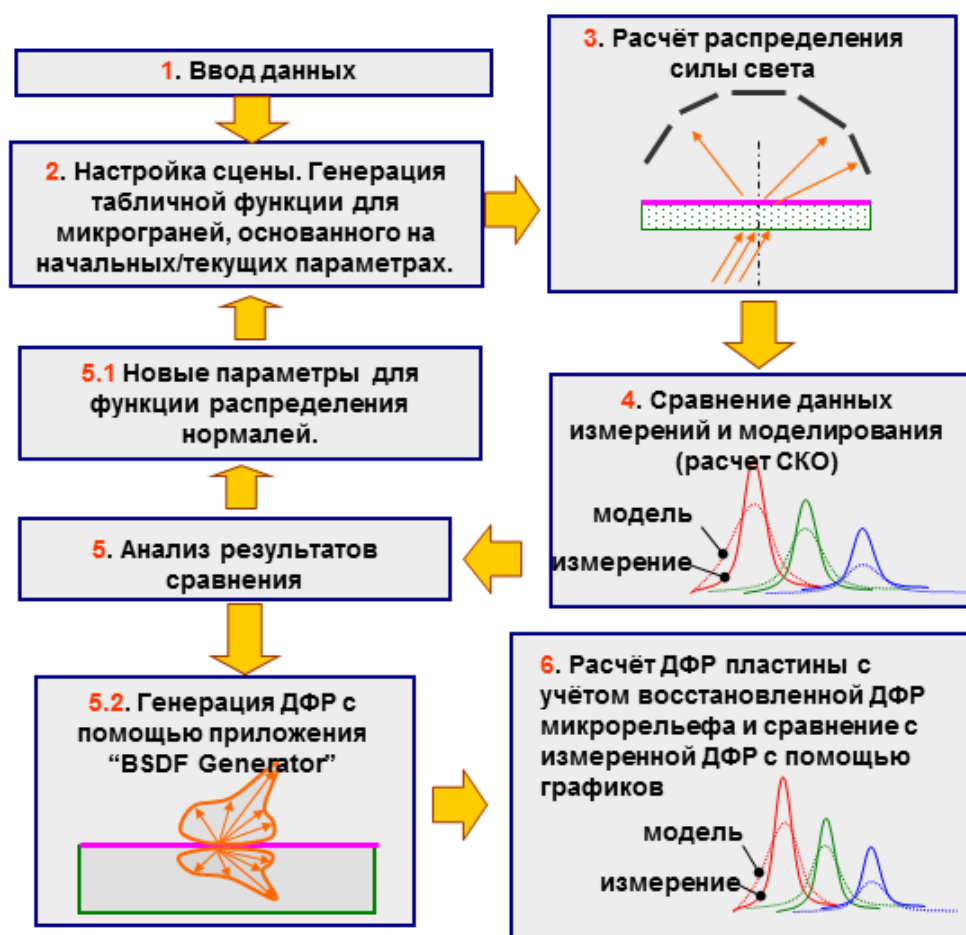 1. Ввод данных
2. Настройка сцены. Генерация
табличной функции для
микрограней, основанного на
начальных/текущих параметрах.
3. Расчёт распределения
силы света
4. Сравнение данных
измерений и моделирования
(расчет СКО)
модель
измерение
5. Анализ результатов
сравнения
5.1 Новые параметры для
функции распределения
нормалей.
5.2. Генерация ДФР с
помощью приложения
“BSDF Generator”
6. Расчёт ДФР пластины с
учётом восстановленной ДФР
микрорельефа и сравнение с
измеренной ДФР с помощью
графиков
модель
измерение